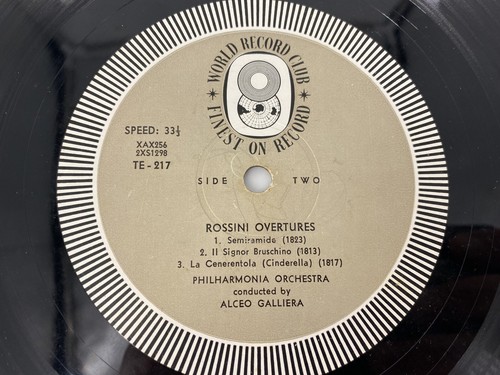 WORLD RECORD CLUB
FINEST ON RECORD
SPEED: 33⅓
XAX256
2XS1298
TE - 217
SIDE TWO
ROSSINI OVERTURES
1. Semiramide (1823)
2. Il Signor Bruschino (1813)
3. La Cenerentola (Cinderella) (1817)
PHILHARMONIA ORCHESTRA
conducted by
ALCEO GALLIERA